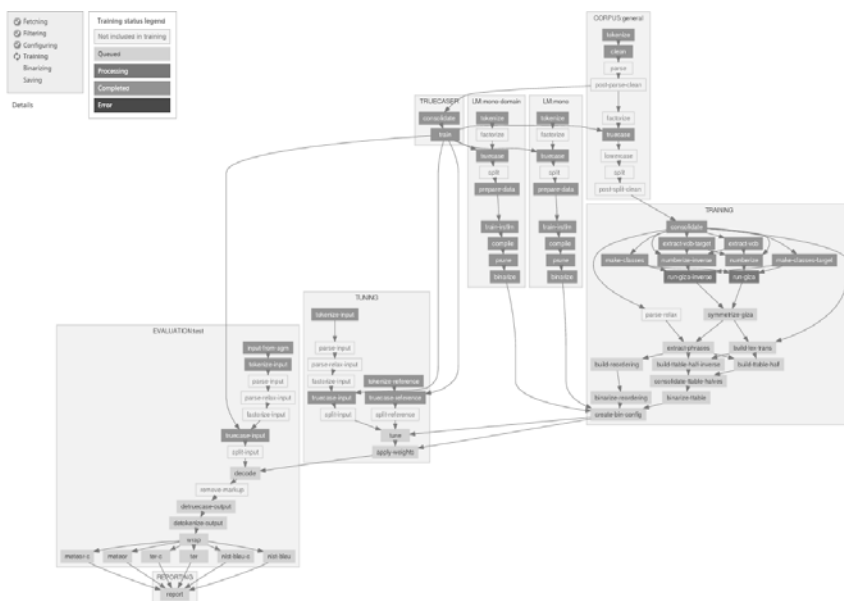 Fetching
Filtering
Configuring
Training
Binarizing
Saving
Details
Training status legend
Not included in training
Queued
Processing
Completed
Error
CORPUS general
tokenize
clean
parse
post-parse-clean
factorize
truecase
lowercase
split
post-split-clean
TRUECASER
consolidate
train
LM mono-domain
tokenize
factorize
truecase
split
prepare-data
train-irstlm
compile
prune
binarize
LM mono
tokenize
factorize
truecase
split
prepare-data
train-irstlm
compile
prune
binarize
TRAINING
consolidate
extract-vcb-target
extract-vcb
make-classes
numberize-inverse
numberize
make-classes-target
run-giza-inverse
run-giza
parse-relax
symmetrize-giza
extract-phrases
build-lex-trans
build-reordering
build-ttable-half-inverse
build-ttable-half
consolidate-ttable-halves
binarize-reordering
binarize-ttable
create-bin-config
TUNING
tokenize-input
parse-input
parse-relax-input
factorize-input
tokenize-reference
truecase-input
truecase-reference
split-input
split-reference
tune
apply-weights
EVALUATION test
input-from-sgm
tokenize-input
parse-input
parse-relax-input
factorize-input
truecase-input
split-input
decode
remove-markup
detruecase-output
detokenize-output
wrap
meteor-c
meteor
ter-c
ter
nist-bleu-c
nist-bleu
REPORTING
report